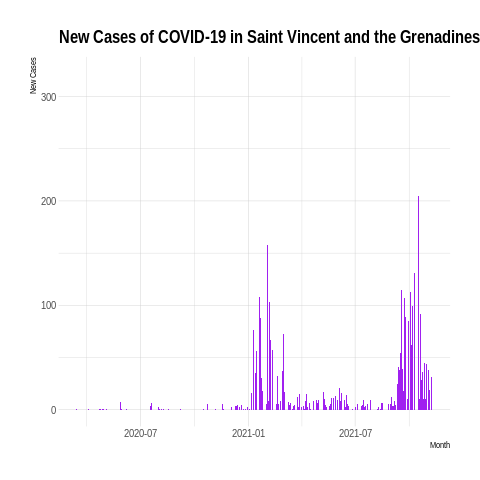 New Cases of COVID-19 in Saint Vincent and the Grenadines
New Cases
300
200
100
0
2020-07 2021-01 2021-07
Month